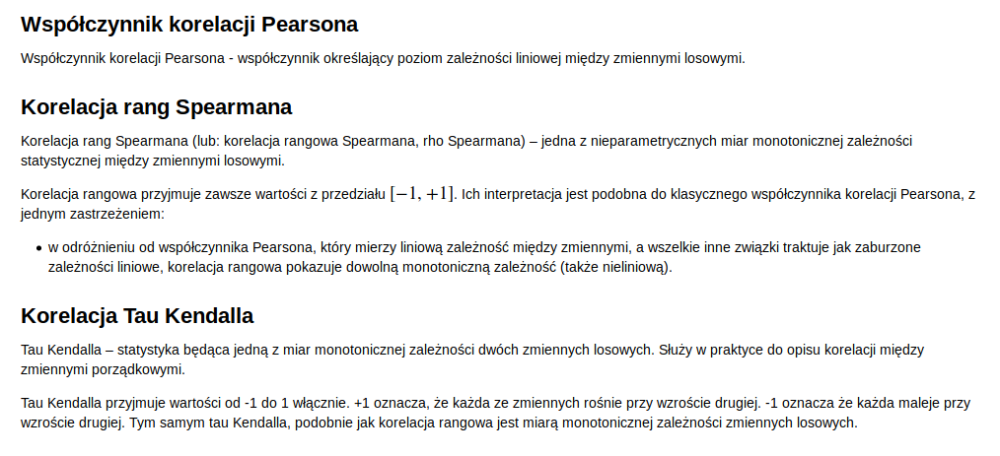 Współczynnik korelacji Pearsona
Współczynnik korelacji Pearsona - współczynnik określający poziom zależności liniowej między zmiennymi losowymi.
Korelacja rang Spearmana
Korelacja rang Spearmana (lub: korelacja rangowa Spearmana, rho Spearmana) – jedna z nieparametrycznych miar monotonicznej zależności
statystycznej między zmiennymi losowymi.
Korelacja rangowa przyjmuje zawsze wartości z przedziału [−1, +1]. Ich interpretacja jest podobna do klasycznego współczynnika korelacji Pearsona, z
jednym zastrzeżeniem:
• w odróżnieniu od współczynnika Pearsona, który mierzy liniową zależność między zmiennymi, a wszelkie inne związki traktuje jak zaburzone
zależności liniowe, korelacja rangowa pokazuje dowolną monotoniczną zależność (także nieliniową).
Korelacja Tau Kendalla
Tau Kendalla – statystyka będąca jedną z miar monotonicznej zależności dwóch zmiennych losowych. Służy w praktyce do opisu korelacji między
zmiennymi porządkowymi.
Tau Kendalla przyjmuje wartości od -1 do 1 włącznie. +1 oznacza, że każda ze zmiennych rośnie przy wzroście drugiej. -1 oznacza że każda maleje przy
wzroście drugiej. Tym samym tau Kendalla, podobnie jak korelacja rangowa jest miarą monotonicznej zależności zmiennych losowych.